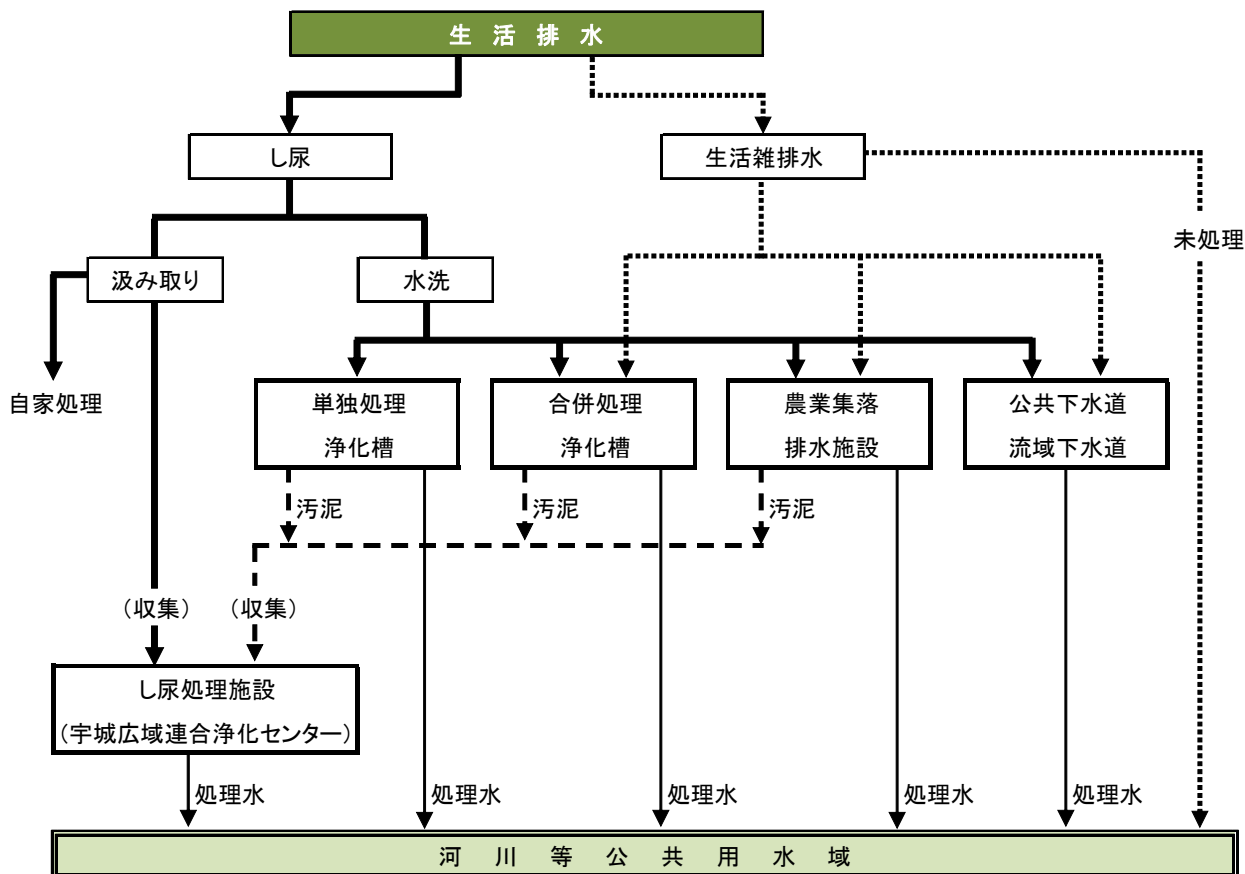 生活排水
し尿
生活雑排水
未処理
汲み取り
水洗
自家処理
単独処理
浄化槽
合併処理
浄化槽
農業集落
排水施設
公共下水道
流域下水道
汚泥
汚泥
汚泥
（収集）
（収集）
し尿処理施設
（宇城広域連合浄化センター）
処理水
処理水
処理水
処理水
処理水
河川等公共用水域